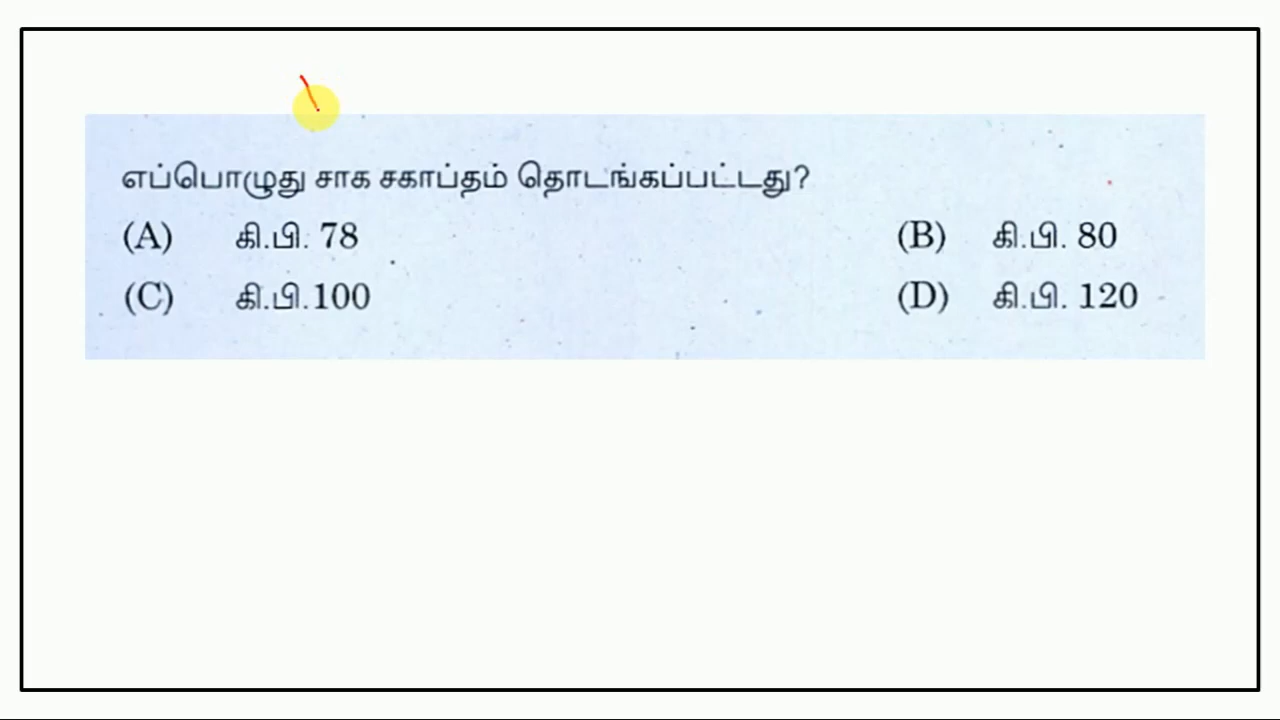 எப்பொழுது சாக சகாப்தம் தொடங்கப்பட்டது?
(A) கி.பி. 78 (B) கி.பி. 80
(C) கி.பி.100 (D) கி.பி. 120